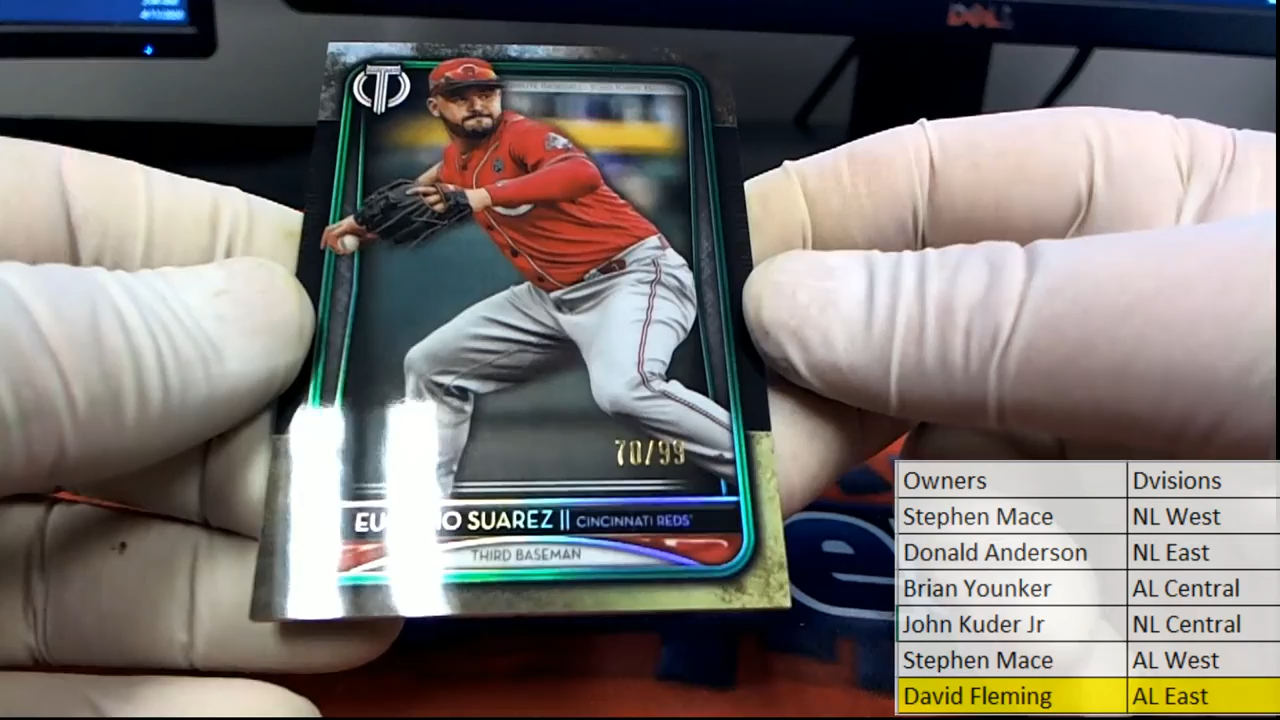 DELL
70/99
SUAREZ || CINCINNATI REDS
THIRD BASEMAN
Owners Dvisions
Stephen Mace NL West
Donald Anderson NL East
Brian Younker AL Central
John Kuder Jr NL Central
Stephen Mace AL West
David Fleming AL East